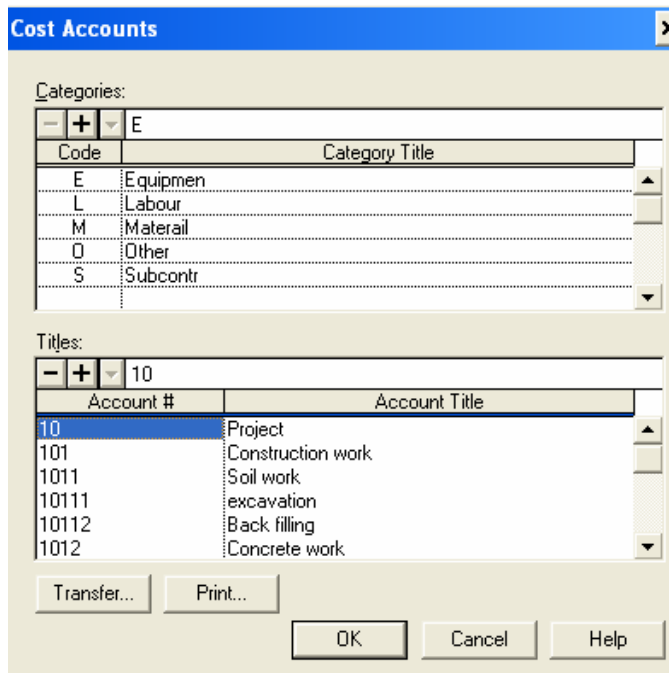 Cost Accounts
Categories:
E
Code Category Title
E Equipmen
L Labour
M Materail
O Other
S Subcontr
Titles:
10
Account # Account Title
10 Project
101 Construction work
1011 Soil work
10111 excavation
10112 Back filling
1012 Concrete work
Transfer... Print...
OK Cancel Help